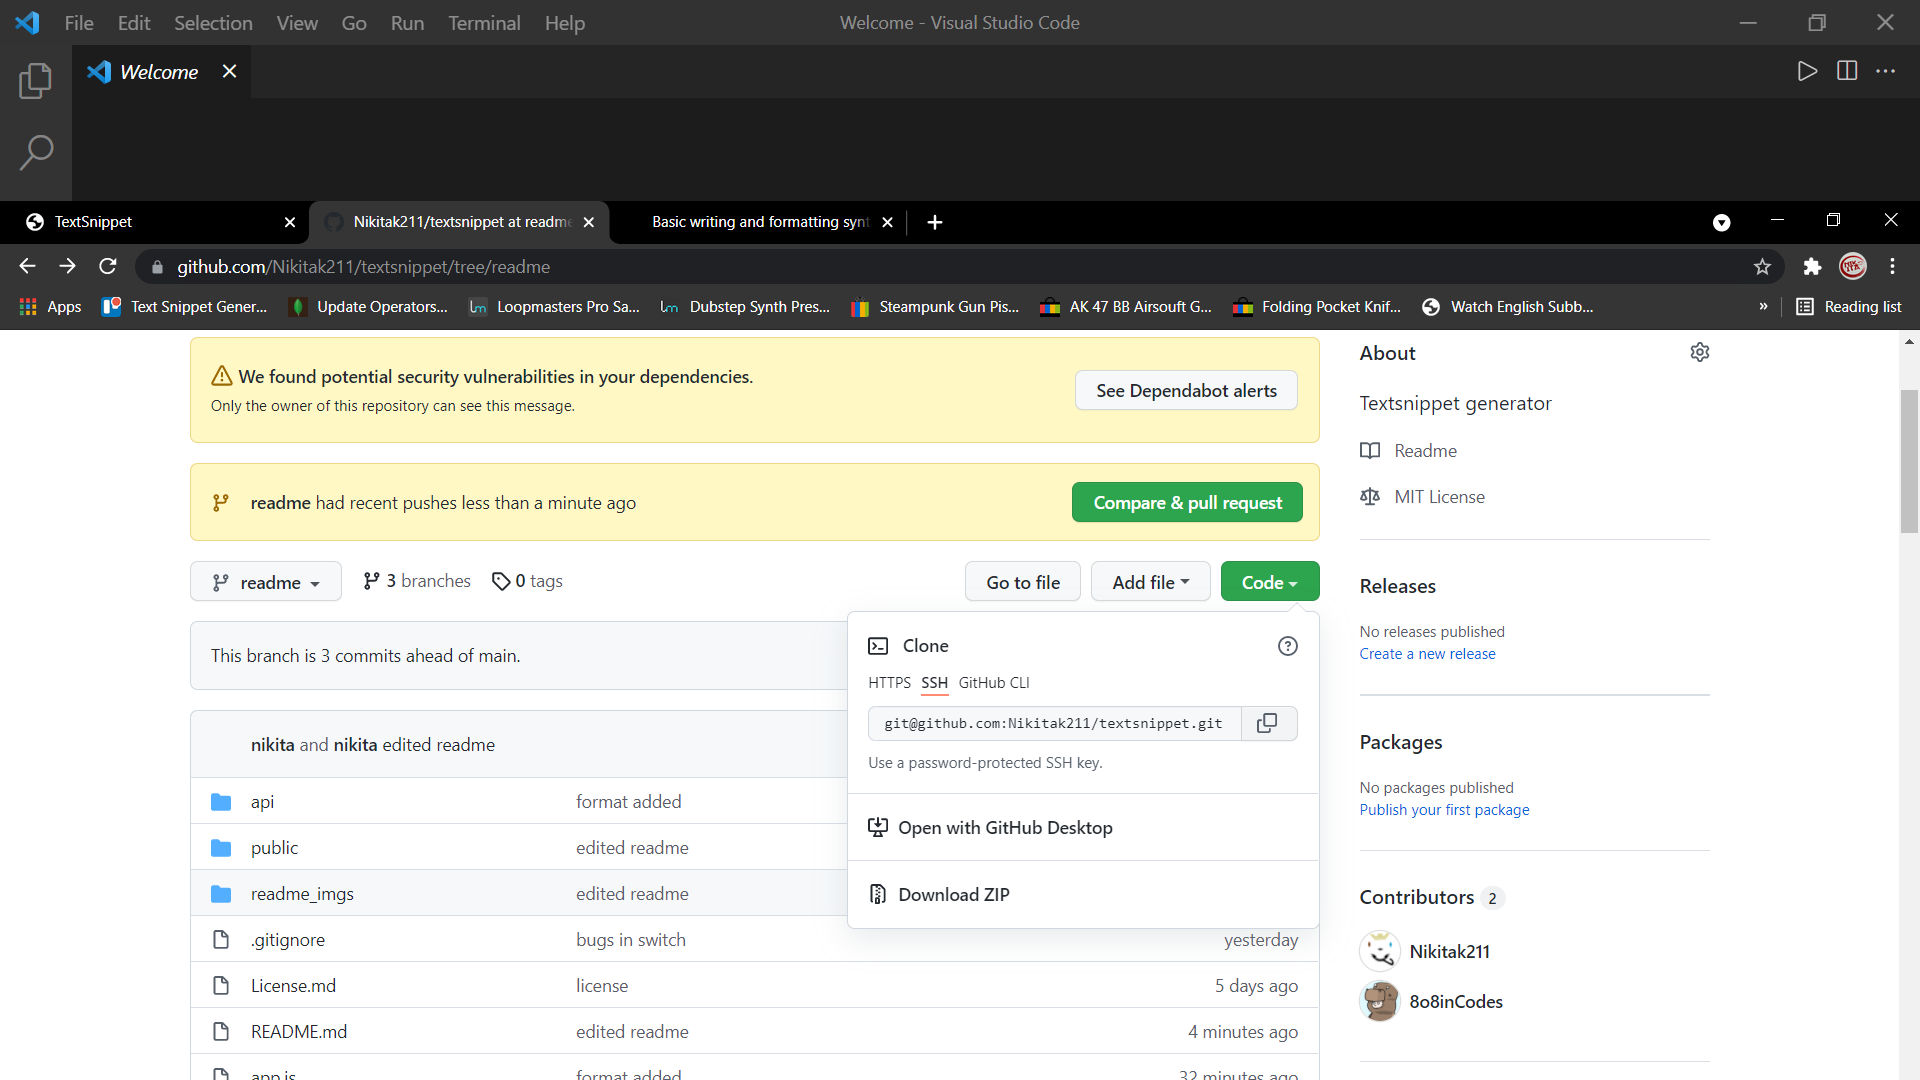 File Edit Selection View Go Run Terminal Help
Welcome - Visual Studio Code
Welcome
TextSnippet
Nikitak211/textsnippet at readme
Basic writing and formatting synt
github.com/Nikitak211/textsnippet/tree/readme
Apps
Text Snippet Gener...
Update Operators...
Loopmasters Pro Sa...
Dubstep Synth Pres...
Steampunk Gun Pis...
AK 47 BB Airsouft G...
Folding Pocket Knif...
Watch English Subb...
»
Reading list
We found potential security vulnerabilities in your dependencies.
Only the owner of this repository can see this message.
See Dependabot alerts
readme had recent pushes less than a minute ago
Compare & pull request
readme
3 branches
0 tags
Go to file
Add file
Code
This branch is 3 commits ahead of main.
Clone
HTTPS SSH GitHub CLI
git@github.com:Nikitak211/textsnippet.git
Use a password-protected SSH key.
Open with GitHub Desktop
Download ZIP
nikita and nikita edited readme
api format added
public edited readme
readme_imgs edited readme
.gitignore bugs in switch yesterday
License.md license 5 days ago
README.md edited readme 4 minutes ago
app.js format added 32 minutes ago
About
Textsnippet generator
Readme
MIT License
Releases
No releases published
Create a new release
Packages
No packages published
Publish your first package
Contributors 2
Nikitak211
8o8inCodes